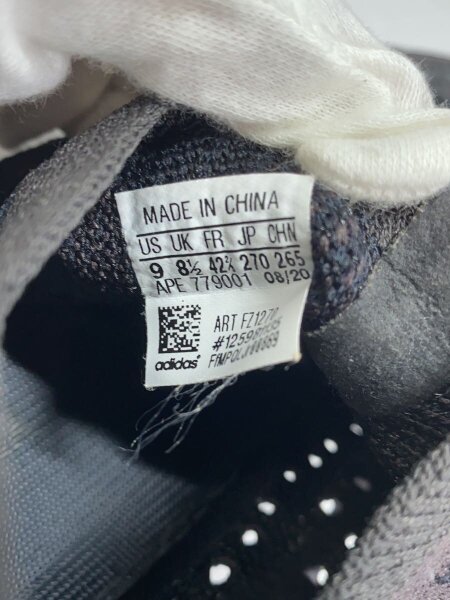 MADE IN CHINA
US UK FR JP CHN
9 8½ 42⅔ 270 265
APE 779001 08/20
ART FZ1270
adidas®